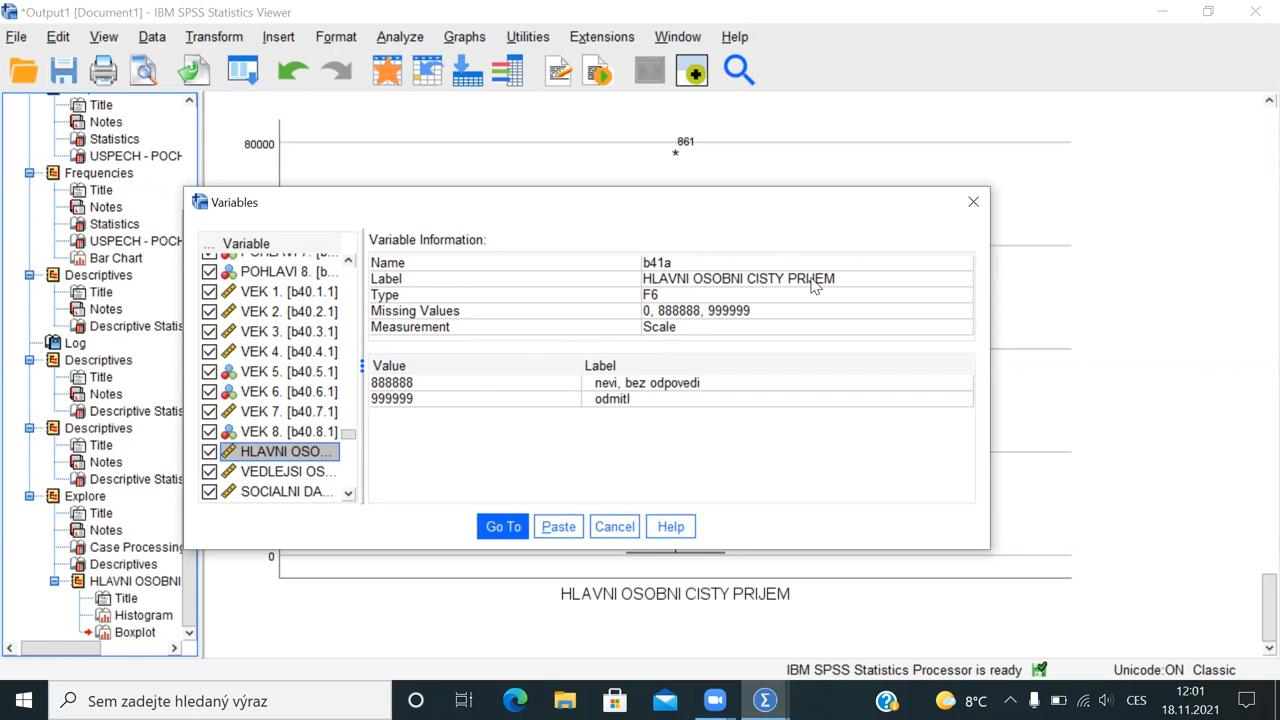 *Output1 [Document1] - IBM SPSS Statistics Viewer
File Edit View Data Transform Insert Format Analyze Graphs Utilities Extensions Window Help
Title
Notes
Statistics
USPECH - POCH
Frequencies
Title
Notes
Statistics
USPECH - POCH
Bar Chart
Descriptives
Title
Notes
Descriptive Statis
Log
Descriptives
Title
Notes
Descriptive Statis
Descriptives
Title
Notes
Descriptive Statis
Explore
Title
Notes
Case Processing
Descriptives
HLAVNI OSOBNI
Title
Histogram
Boxplot
80000
861
*
0
HLAVNI OSOBNI CISTY PRIJEM
Variables
... Variable
POHLAVI 7. [b...
POHLAVI 8. [b...
VEK 1. [b40.1.1]
VEK 2. [b40.2.1]
VEK 3. [b40.3.1]
VEK 4. [b40.4.1]
VEK 5. [b40.5.1]
VEK 6. [b40.6.1]
VEK 7. [b40.7.1]
VEK 8. [b40.8.1]
HLAVNI OSO...
VEDLEJSI OS...
SOCIALNI DA...
Variable Information:
Name b41a
Label HLAVNI OSOBNI CISTY PRIJEM
Type F6
Missing Values 0, 888888, 999999
Measurement Scale
Value Label
888888 nevi, bez odpovedi
999999 odmitl
Go To Paste Cancel Help
IBM SPSS Statistics Processor is ready Unicode:ON Classic
Sem zadejte hledaný výraz
8°C CES 12:01
18.11.2021